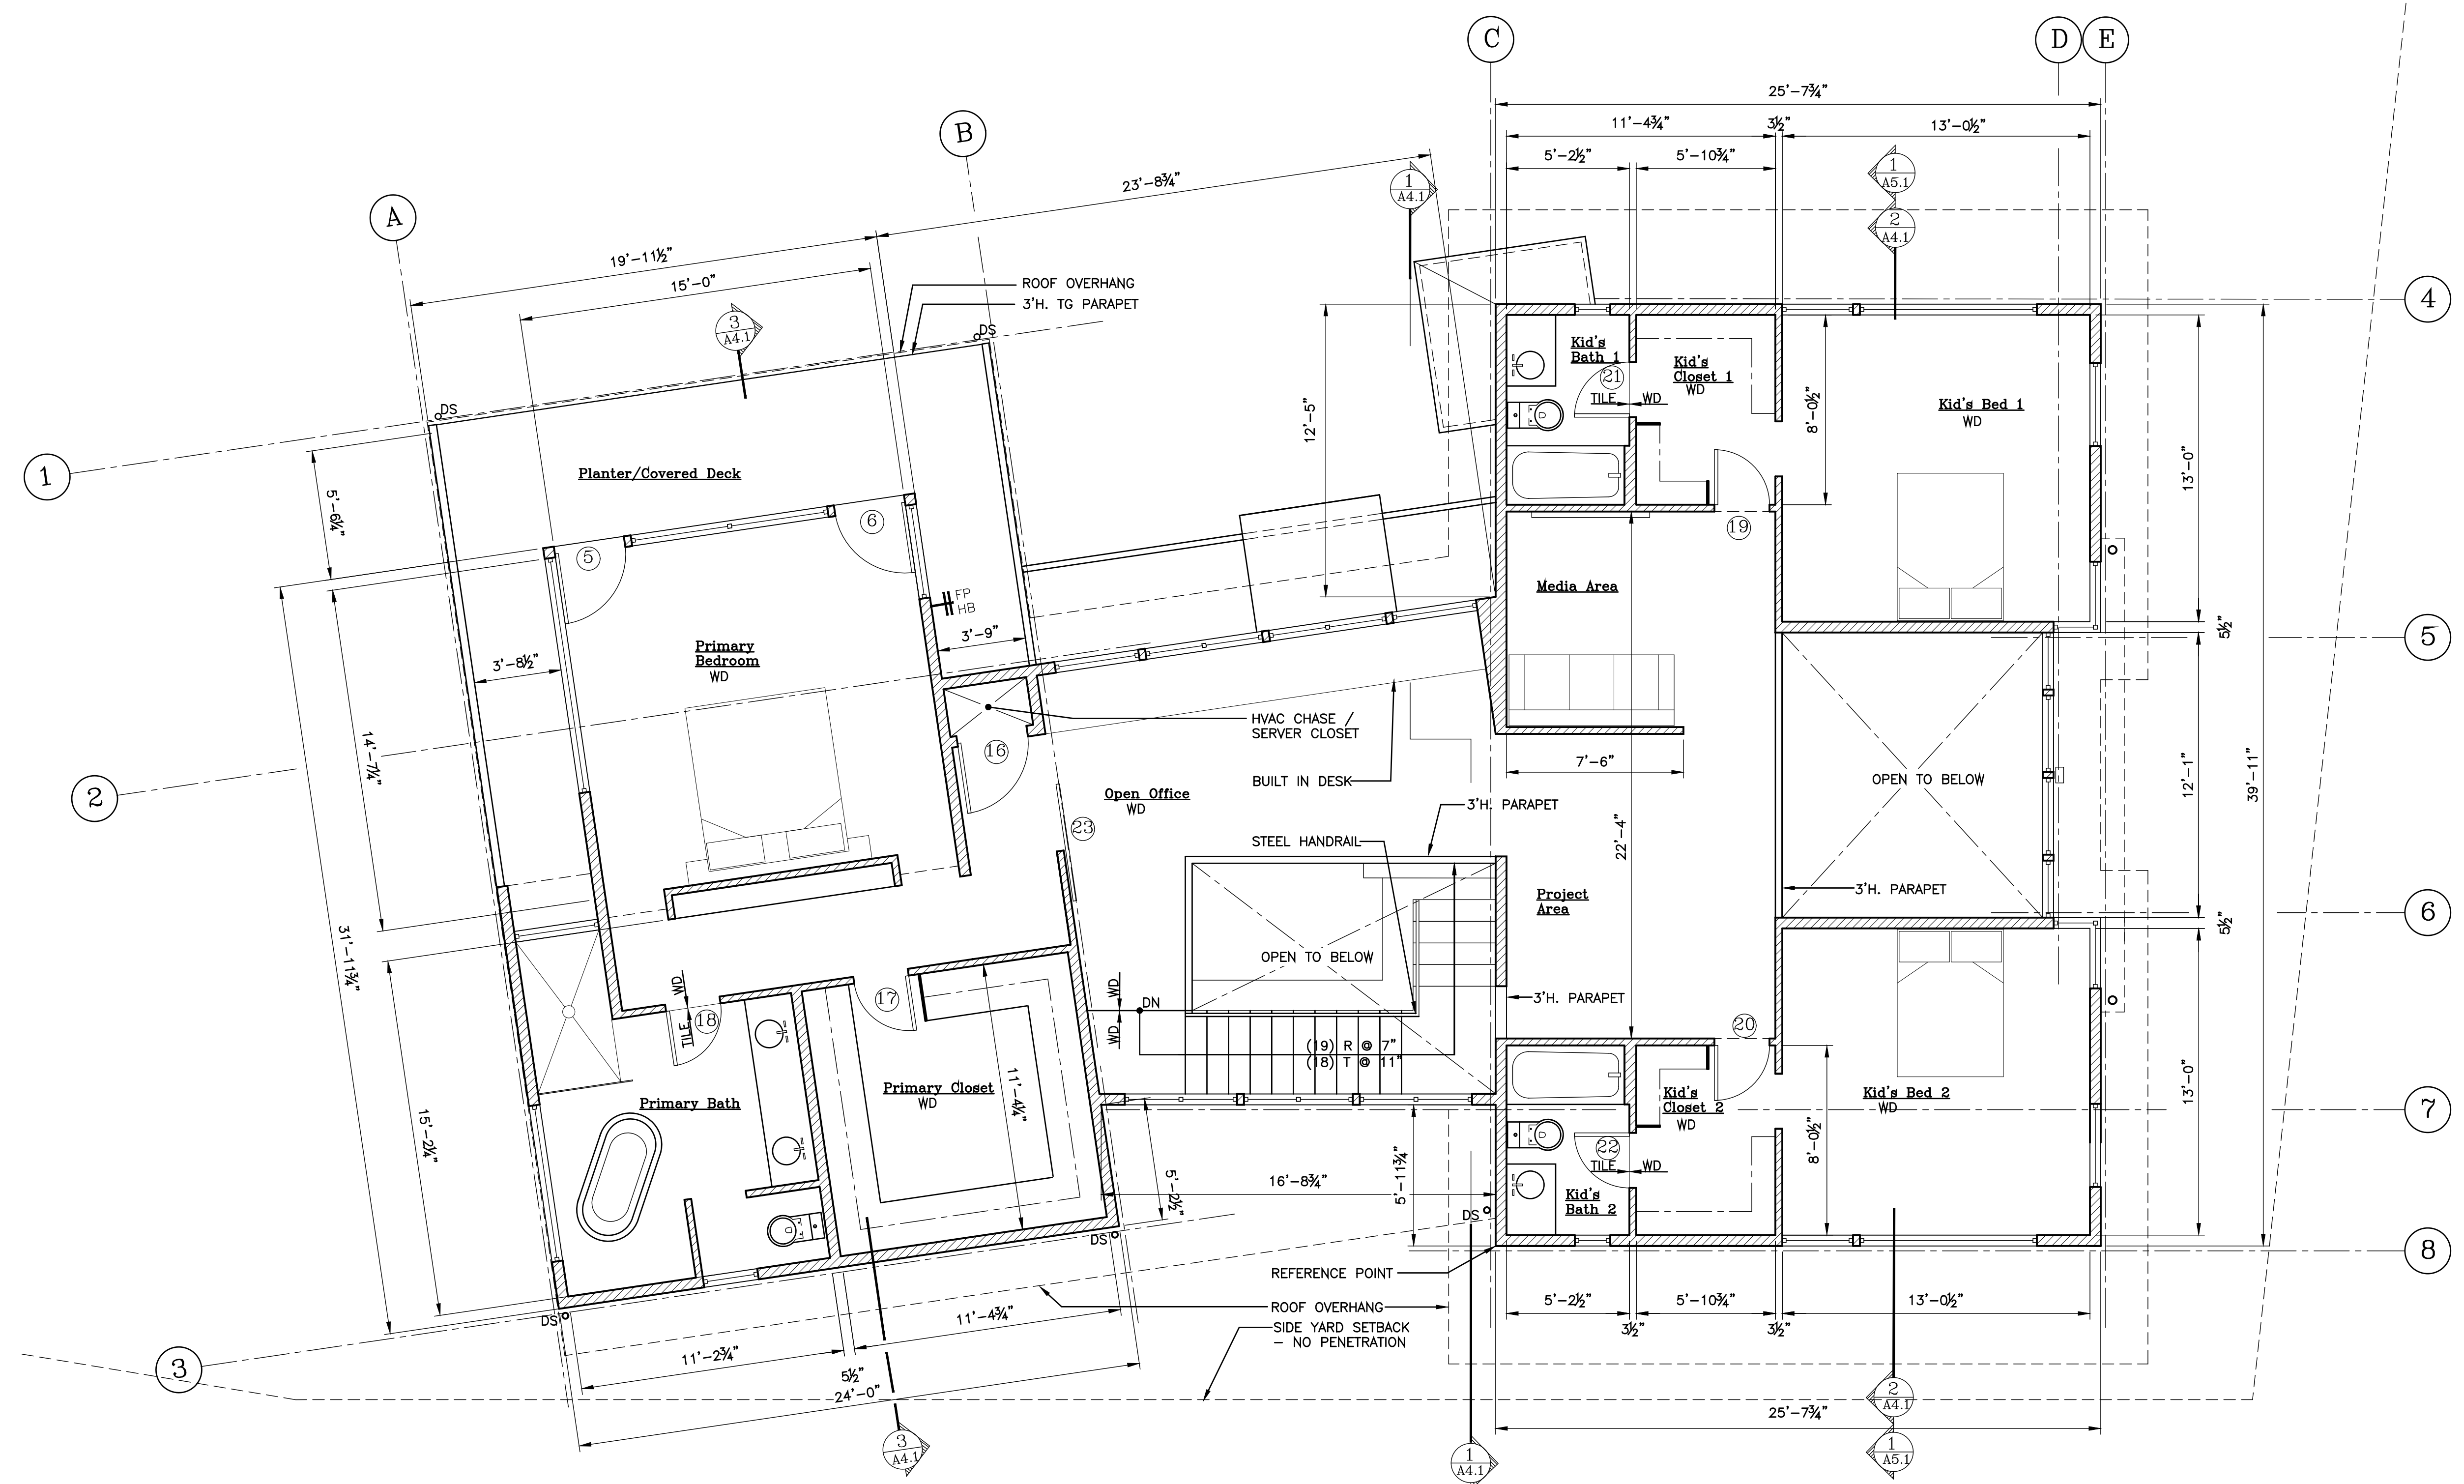 C
D
E
25'-7¾"
B
11'-4¾"
3½"
13'-0½"
5'-2½"
5'-10¾"
1
A5.1
1
A4.1
23'-8¾"
A
2
A4.1
19'-11½"
15'-0"
ROOF OVERHANG
3'H. TG PARAPET
4
3
A4.1
DS
DS
Kid's
Bath 1
Kid's
Closet 1
WD
21
TILE
WD
Kid's Bed 1
WD
12'-5"
8'-0½"
13'-0"
1
Planter/Covered Deck
5'-6¼"
6
5
19
Media Area
FP
HB
3'-9"
5
5½"
Primary
Bedroom
WD
3'-8½"
HVAC CHASE /
SERVER CLOSET
16
14'-7¼"
7'-6"
BUILT IN DESK
OPEN TO BELOW
12'-1"
39'-11"
2
Open Office
WD
3'H. PARAPET
23
STEEL HANDRAIL
22'-4"
3'H. PARAPET
Project
Area
6
5½"
31'-11¾"
OPEN TO BELOW
WD
17
WD
DN
3'H. PARAPET
TILE
18
WD
20
(19) R @ 7"
(18) T @ 11"
11'-4¼"
Primary Closet
WD
Primary Bath
Kid's
Closet 2
WD
Kid's Bed 2
WD
7
13'-0"
8'-0½"
15'-2¼"
22
TILE
WD
5'-2½"
16'-8¾"
5'-11¾"
Kid's
Bath 2
DS
DS
8
REFERENCE POINT
DS
ROOF OVERHANG
5'-2½"
5'-10¾"
13'-0½"
11'-4¾"
SIDE YARD SETBACK
- NO PENETRATION
3½"
3½"
11'-2¾"
3
5½"
24'-0"
2
A4.1
25'-7¾"
3
A4.1
1
A4.1
1
A5.1